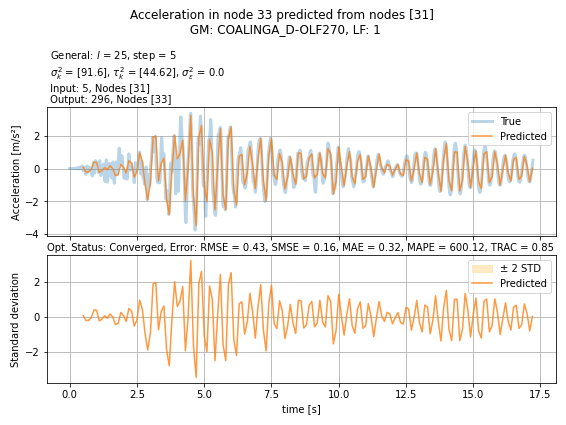 Acceleration in node 33 predicted from nodes [31]
GM: COALINGA_D-OLF270, LF: 1
General: l = 25, step = 5
σ²ₖ = [91.6], τ²ₖ = [44.62], σ²ε = 0.0
Input: 5, Nodes [31]
Output: 296, Nodes [33]
Acceleration [m/s²]
2
0
−2
−4
True
Predicted
Opt. Status: Converged, Error: RMSE = 0.43, SMSE = 0.16, MAE = 0.32, MAPE = 600.12, TRAC = 0.85
Standard deviation
2
0
−2
± 2 STD
Predicted
0.0 2.5 5.0 7.5 10.0 12.5 15.0 17.5
time [s]